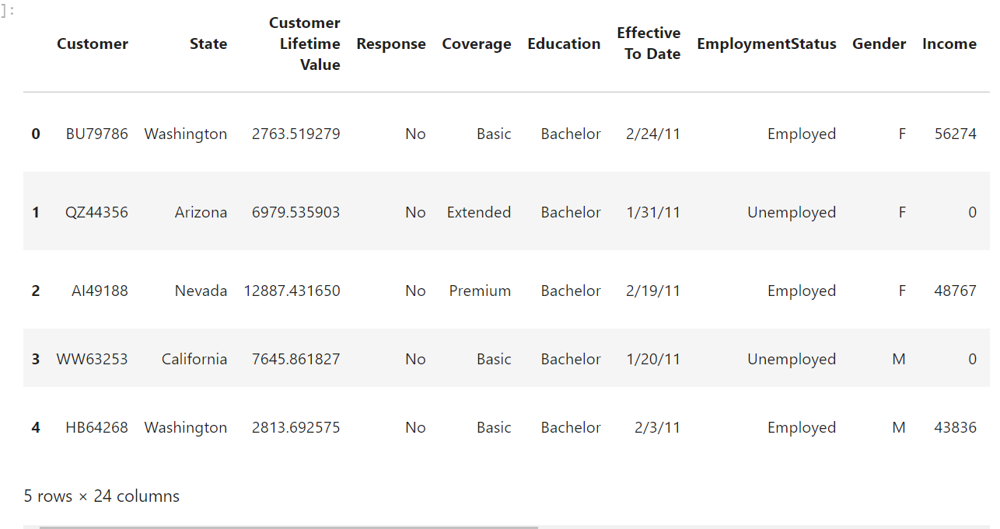 ]:
Customer State Customer Lifetime Value Response Coverage Education Effective To Date EmploymentStatus Gender Income
0 BU79786 Washington 2763.519279 No Basic Bachelor 2/24/11 Employed F 56274
1 QZ44356 Arizona 6979.535903 No Extended Bachelor 1/31/11 Unemployed F 0
2 AI49188 Nevada 12887.431650 No Premium Bachelor 2/19/11 Employed F 48767
3 WW63253 California 7645.861827 No Basic Bachelor 1/20/11 Unemployed M 0
4 HB64268 Washington 2813.692575 No Basic Bachelor 2/3/11 Employed M 43836
5 rows × 24 columns